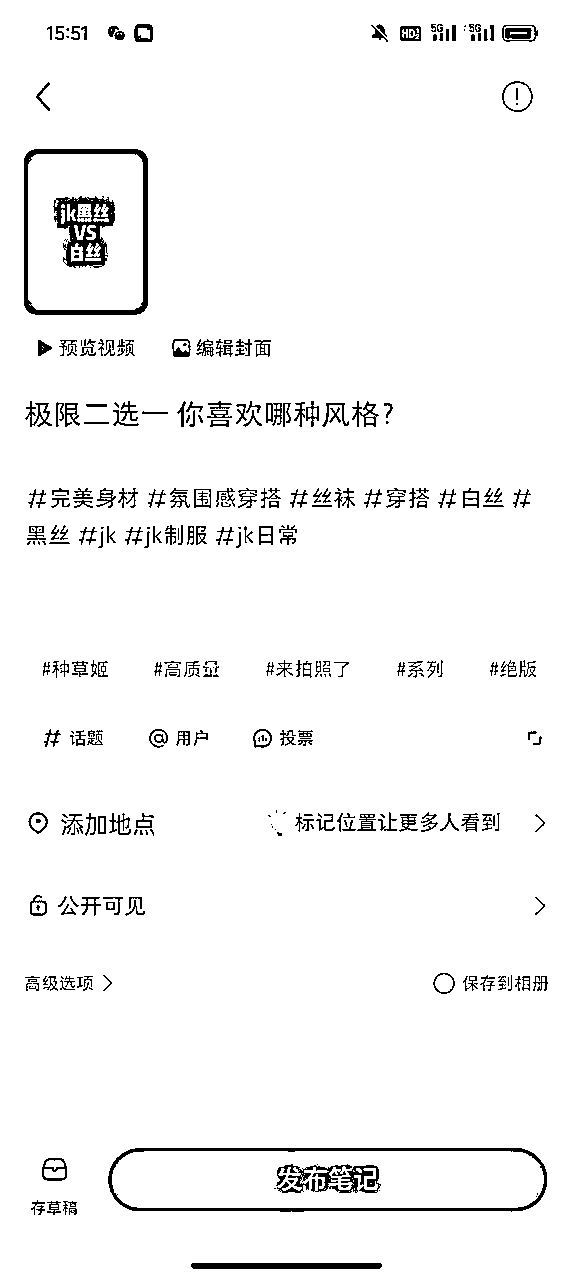 15:51
HD 5G 5G
jk黑丝
VS
白丝
预览视频 编辑封面
极限二选一 你喜欢哪种风格?
#完美身材 #氛围感穿搭 #丝袜 #穿搭 #白丝 #
黑丝 #jk #jk制服 #jk日常
#种草姬 #高质量 #来拍照了 #系列 #绝版
# 话题 @ 用户 投票
添加地点 标记位置让更多人看到
公开可见
高级选项 保存到相册
存草稿 发布笔记